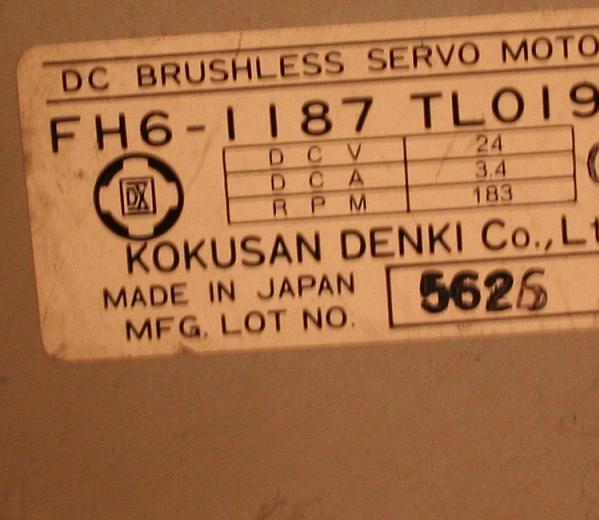 DC BRUSHLESS SERVO MOTO
FH6-1187 TL019
DCV 24
DCA 3.4
RPM 183
DX
KOKUSAN DENKI Co., Lt
MADE IN JAPAN
MFG. LOT NO.